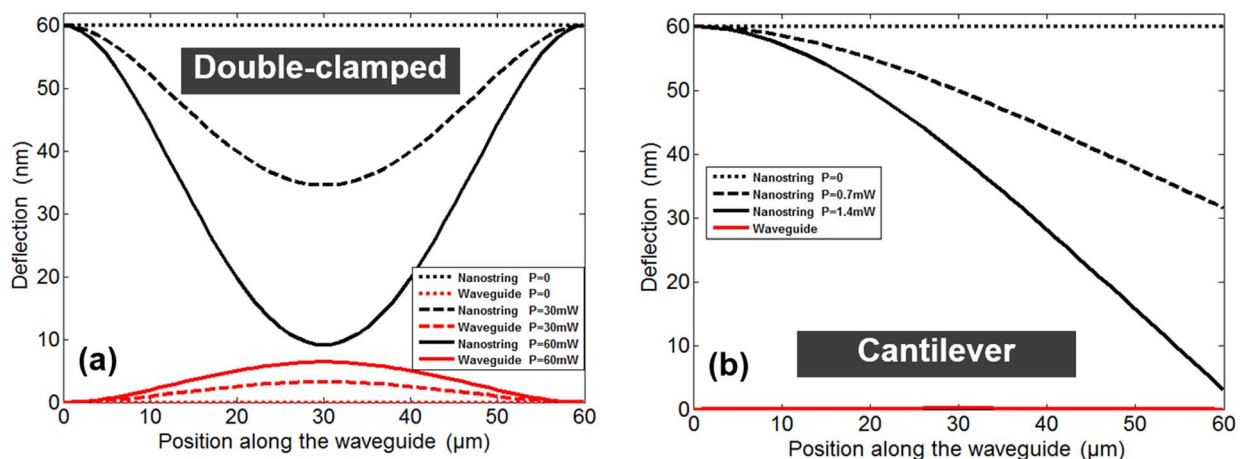 60
50
40
30
20
10
0
Deflection (nm)
Double-clamped
(a)
Nanostring P=0
Waveguide P=0
Nanostring P=30mW
Waveguide P=30mW
Nanostring P=60mW
Waveguide P=60mW
0 10 20 30 40 50 60
Position along the waveguide (μm)
60
50
40
30
20
10
0
Deflection (nm)
Nanostring P=0
Nanostring P=0.7mW
Nanostring P=1.4mW
Waveguide
(b)
Cantilever
0 10 20 30 40 50 60
Position along the waveguide (μm)